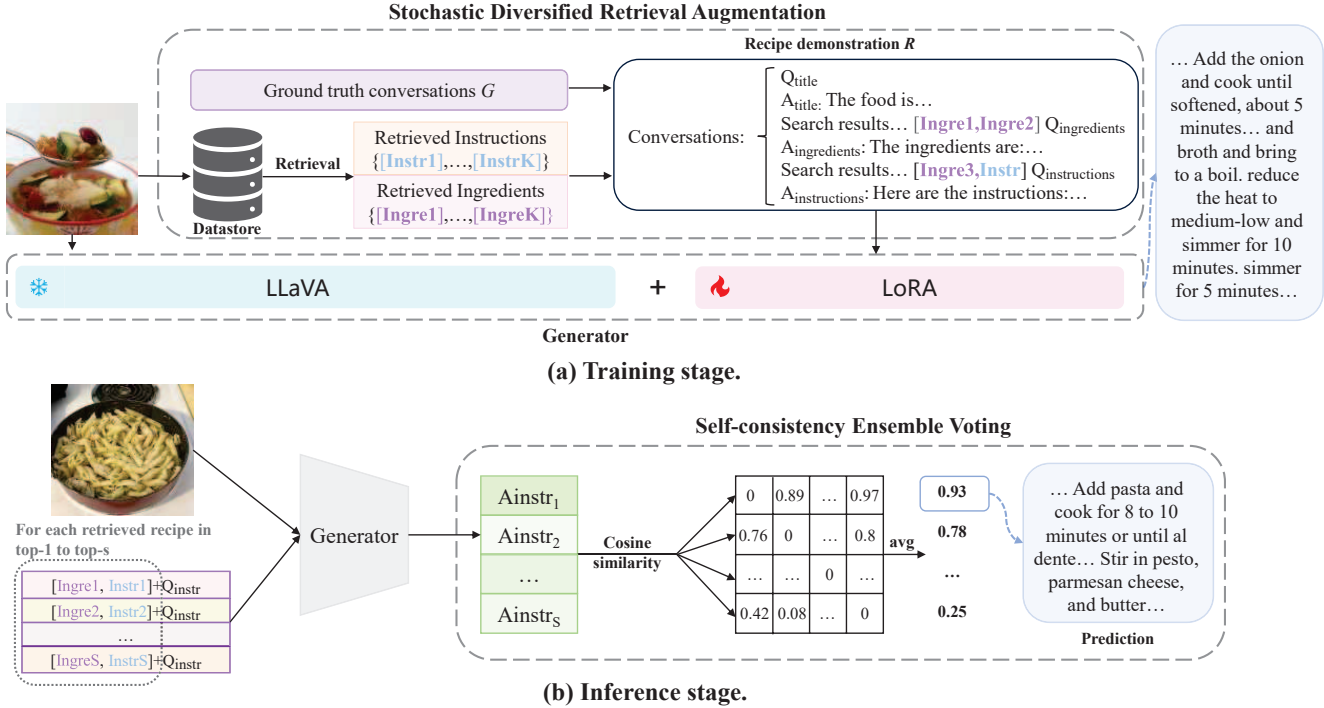 Stochastic Diversified Retrieval Augmentation
Recipe demonstration R
Ground truth conversations G
Retrieval
Datastore
Retrieved Instructions
{[Instr1],…,[InstrK]}
Retrieved Ingredients
{[Ingre1],…,[IngreK]}
Conversations:
Qtitle
Atitle: The food is…
Search results… [Ingre1,Ingre2] Qingredients
Aingredients: The ingredients are:…
Search results… [Ingre3,Instr] Qinstructions
Ainstructions: Here are the instructions:…
… Add the onion
and cook until
softened, about 5
minutes… and
broth and bring
to a boil. reduce
the heat to
medium-low and
simmer for 10
minutes. simmer
for 5 minutes…
LLaVA
+
LoRA
Generator
(a) Training stage.
For each retrieved recipe in
top-1 to top-s
[Ingre1, Instr1]+Qinstr
[Ingre2, Instr2]+Qinstr
…
[IngreS, InstrS]+Qinstr
Generator
Self-consistency Ensemble Voting
Ainstr1
Ainstr2
…
AinstrS
Cosine
similarity
0 0.89 … 0.97
0.76 0 … 0.8
… … 0 …
0.42 0.08 … 0
avg
0.93
0.78
…
0.25
… Add pasta and
cook for 8 to 10
minutes or until al
dente… Stir in pesto,
parmesan cheese,
and butter…
Prediction
(b) Inference stage.